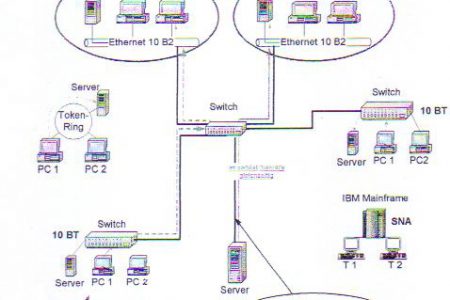 Ethernet 10 B2
Ethernet 10 B2
Server
Token-
Ring
PC 1
PC 2
Switch
Switch
10 BT
Server
PC 1
PC2
IBM Mainframe
SNA
T 1
T 2
Switch
10 BT
Server
PC 1
PC 2
Server